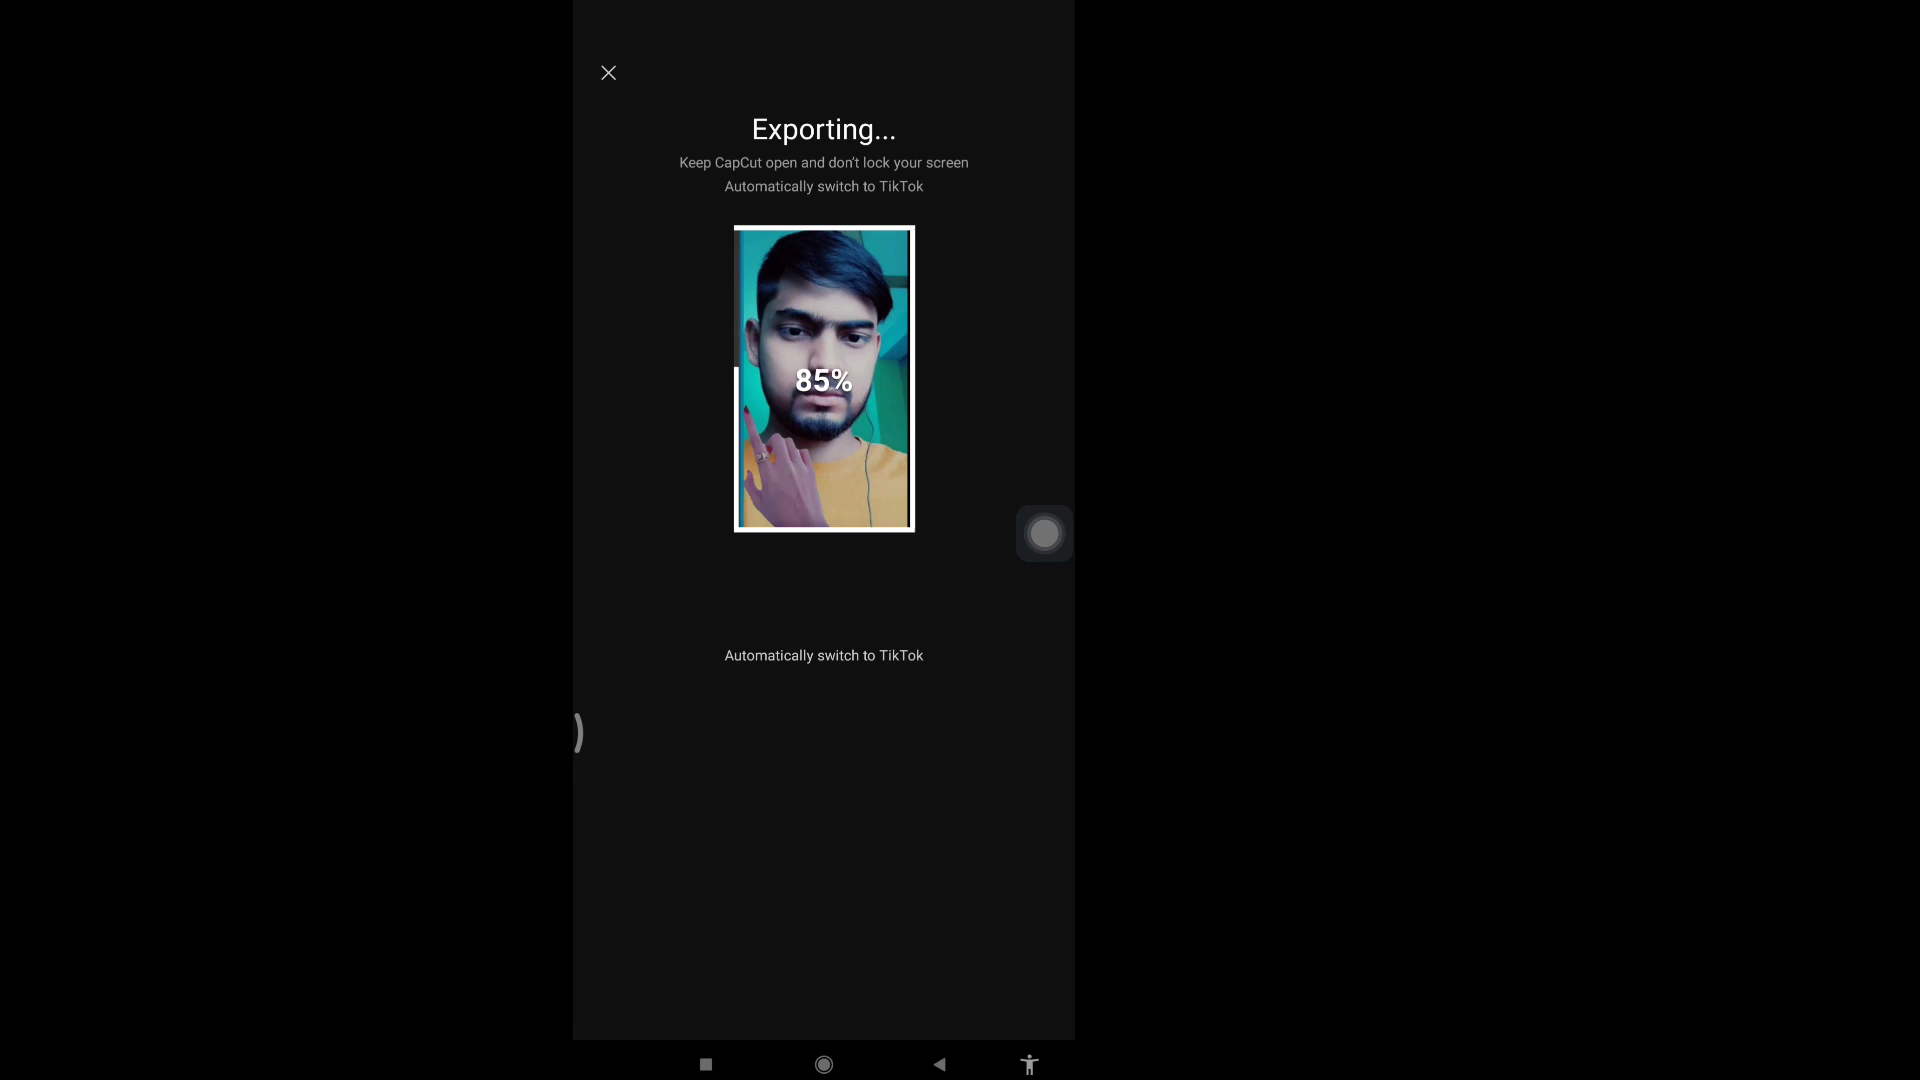 Exporting...
Keep CapCut open and don't lock your screen
Automatically switch to TikTok
85%
Automatically switch to TikTok